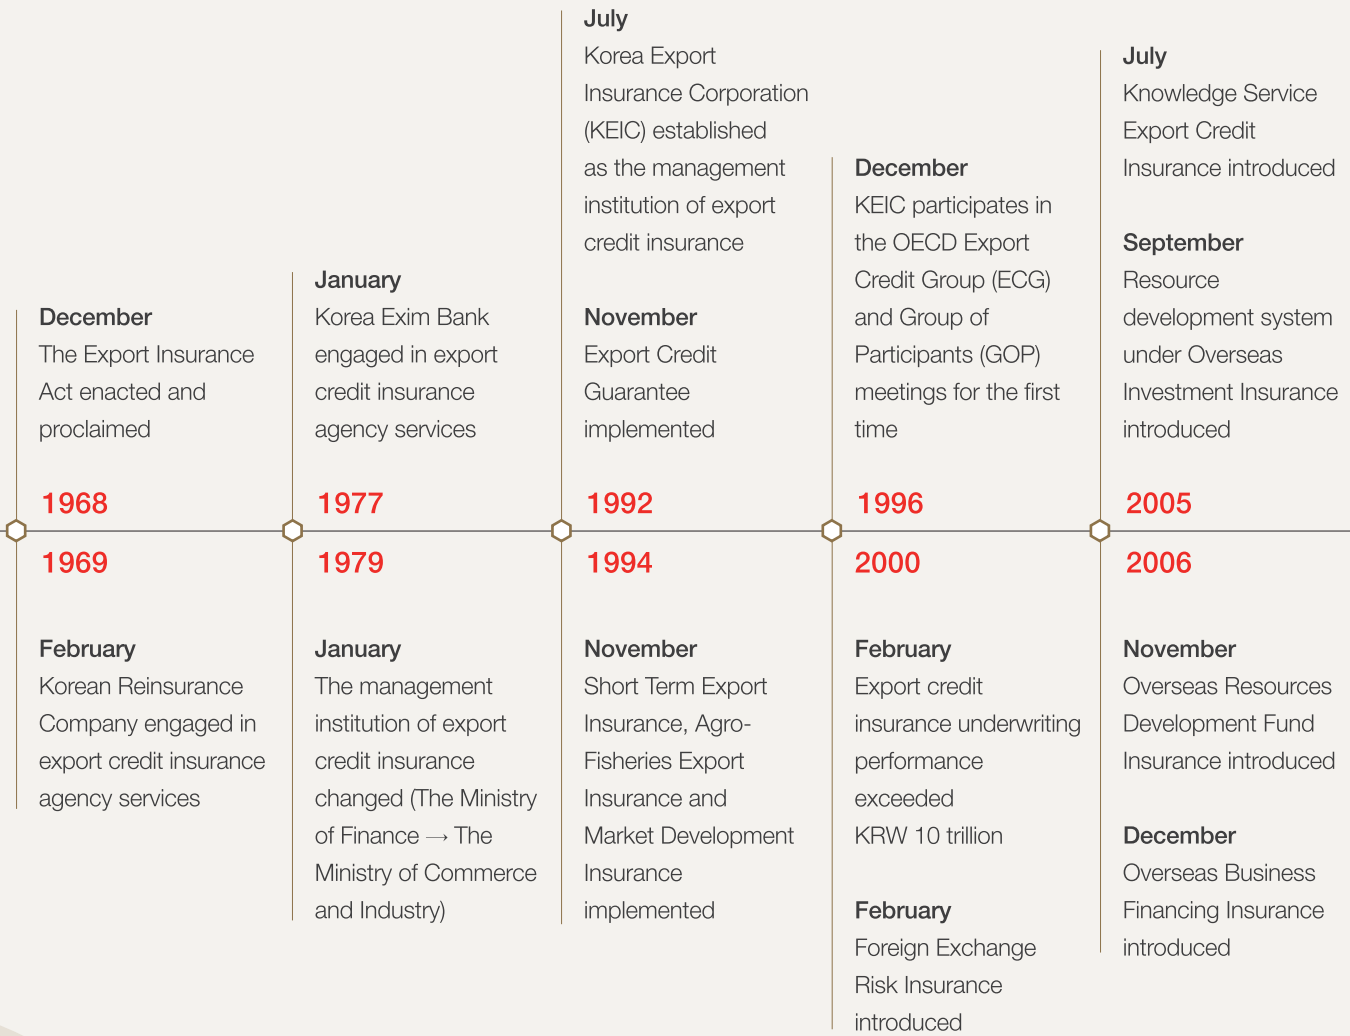 December
The Export Insurance
Act enacted and
proclaimed
1968
1969
February
Korean Reinsurance
Company engaged in
export credit insurance
agency services
January
Korea Exim Bank
engaged in export
credit insurance
agency services
1977
1979
January
The management
institution of export
credit insurance
changed (The Ministry
of Finance → The
Ministry of Commerce
and Industry)
July
Korea Export
Insurance Corporation
(KEIC) established
as the management
institution of export
credit insurance
November
Export Credit
Guarantee
implemented
1992
1994
November
Short Term Export
Insurance, Agro-
Fisheries Export
Insurance and
Market Development
Insurance
implemented
December
KEIC participates in
the OECD Export
Credit Group (ECG)
and Group of
Participants (GOP)
meetings for the first
time
1996
2000
February
Export credit
insurance underwriting
performance
exceeded
KRW 10 trillion
February
Foreign Exchange
Risk Insurance
introduced
July
Knowledge Service
Export Credit
Insurance introduced
September
Resource
development system
under Overseas
Investment Insurance
introduced
2005
2006
November
Overseas Resources
Development Fund
Insurance introduced
December
Overseas Business
Financing Insurance
introduced